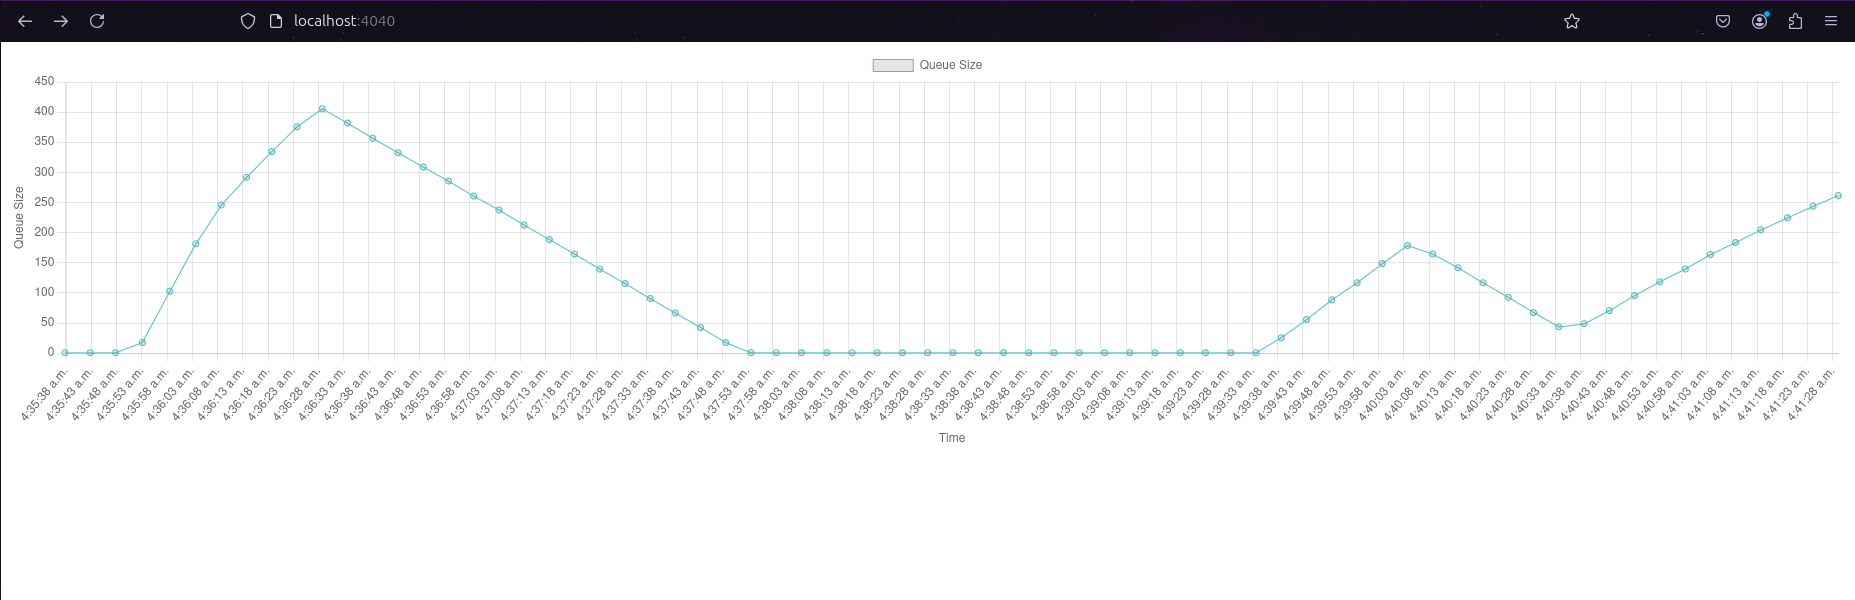 localhost:4040
Queue Size
450
400
350
300
250
200
150
100
50
0
Queue Size
4:35:38 a.m.
4:35:43 a.m.
4:35:48 a.m.
4:35:53 a.m.
4:35:58 a.m.
4:36:03 a.m.
4:36:08 a.m.
4:36:13 a.m.
4:36:18 a.m.
4:36:23 a.m.
4:36:28 a.m.
4:36:33 a.m.
4:36:38 a.m.
4:36:43 a.m.
4:36:48 a.m.
4:36:53 a.m.
4:36:58 a.m.
4:37:03 a.m.
4:37:08 a.m.
4:37:13 a.m.
4:37:18 a.m.
4:37:23 a.m.
4:37:28 a.m.
4:37:33 a.m.
4:37:38 a.m.
4:37:43 a.m.
4:37:48 a.m.
4:37:53 a.m.
4:37:58 a.m.
4:38:03 a.m.
4:38:08 a.m.
4:38:13 a.m.
4:38:18 a.m.
4:38:23 a.m.
4:38:28 a.m.
4:38:33 a.m.
4:38:38 a.m.
4:38:43 a.m.
4:38:48 a.m.
4:38:53 a.m.
4:38:58 a.m.
4:39:03 a.m.
4:39:08 a.m.
4:39:13 a.m.
4:39:18 a.m.
4:39:23 a.m.
4:39:28 a.m.
4:39:33 a.m.
4:39:38 a.m.
4:39:43 a.m.
4:39:48 a.m.
4:39:53 a.m.
4:39:58 a.m.
4:40:03 a.m.
4:40:08 a.m.
4:40:13 a.m.
4:40:18 a.m.
4:40:23 a.m.
4:40:28 a.m.
4:40:33 a.m.
4:40:38 a.m.
4:40:43 a.m.
4:40:48 a.m.
4:40:53 a.m.
4:40:58 a.m.
4:41:03 a.m.
4:41:08 a.m.
4:41:13 a.m.
4:41:18 a.m.
4:41:23 a.m.
4:41:28 a.m.
Time